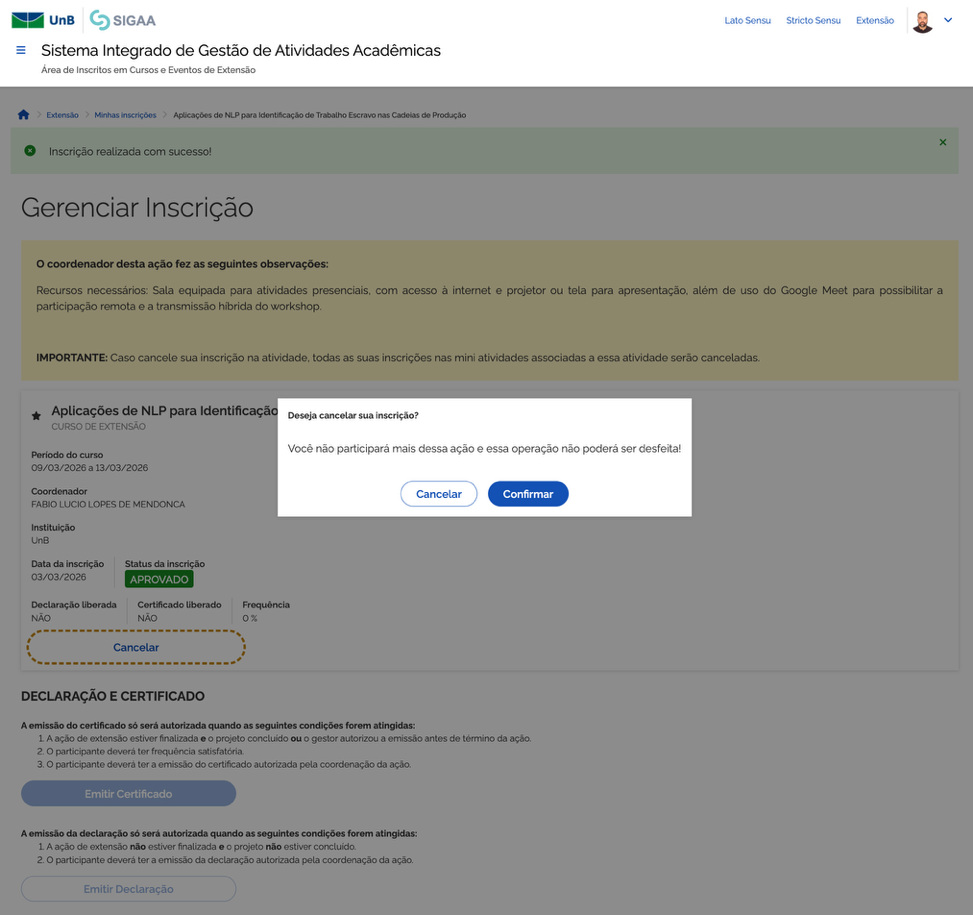 UnB SIGAA
Lato Sensu Stricto Sensu Extensão
Sistema Integrado de Gestão de Atividades Acadêmicas
Área de Inscritos em Cursos e Eventos de Extensão
Extensão Minhas inscrições Aplicações de NLP para Identificação de Trabalho Escravo nas Cadeias de Produção
Inscrição realizada com sucesso!
Gerenciar Inscrição
O coordenador desta ação fez as seguintes observações:
Recursos necessários: Sala equipada para atividades presenciais, com acesso à internet e projetor ou tela para apresentação, além de uso do Google Meet para possibilitar a
participação remota e a transmissão híbrida do workshop.
IMPORTANTE: Caso cancele sua inscrição na atividade, todas as suas inscrições nas mini atividades associadas a essa atividade serão canceladas.
Aplicações de NLP para Identificação
CURSO DE EXTENSÃO
Deseja cancelar sua inscrição?
Você não participará mais dessa ação e essa operação não poderá ser desfeita!
Cancelar Confirmar
Período do curso
09/03/2026 a 13/03/2026
Coordenador
FABIO LUCIO LOPES DE MENDONCA
Instituição
UnB
Data da inscrição Status da inscrição
03/03/2026 APROVADO
Declaração liberada Certificado liberado Frequência
NÃO NÃO 0 %
Cancelar
DECLARAÇÃO E CERTIFICADO
A emissão do certificado só será autorizada quando as seguintes condições forem atingidas:
1. A ação de extensão estiver finalizada e o projeto concluído ou o gestor autorizou a emissão antes de término da ação.
2. O participante deverá ter frequência satisfatória.
3. O participante deverá ter a emissão do certificado autorizada pela coordenação da ação.
Emitir Certificado
A emissão da declaração só será autorizada quando as seguintes condições forem atingidas:
1. A ação de extensão não estiver finalizada e o projeto não estiver concluído.
2. O participante deverá ter a emissão da declaração autorizada pela coordenação da ação.
Emitir Declaração